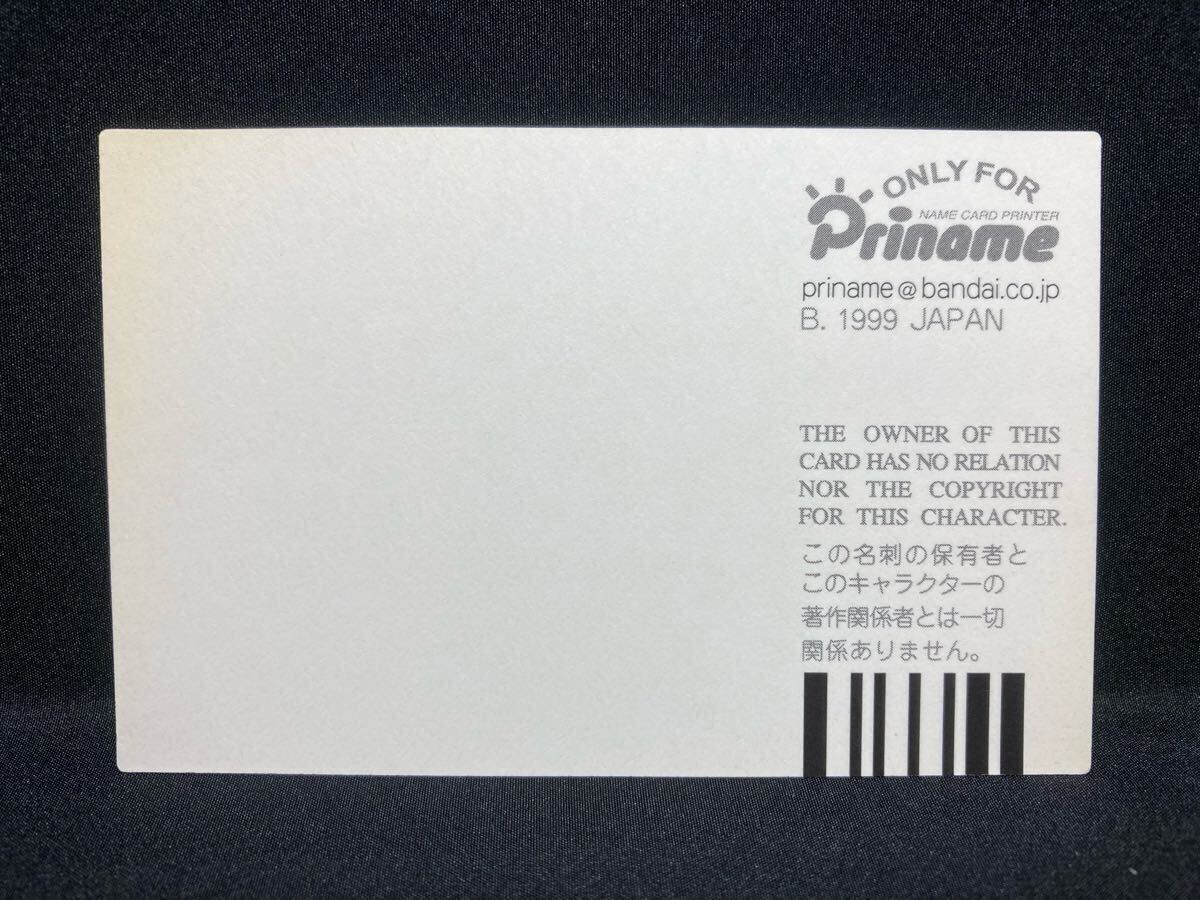 ONLY FOR
NAME CARD PRINTER
Priname
priname@bandai.co.jp
B. 1999 JAPAN
THE OWNER OF THIS
CARD HAS NO RELATION
NOR THE COPYRIGHT
FOR THIS CHARACTER.
この名刺の保有者と
このキャラクターの
著作関係者とは一切
関係ありません。